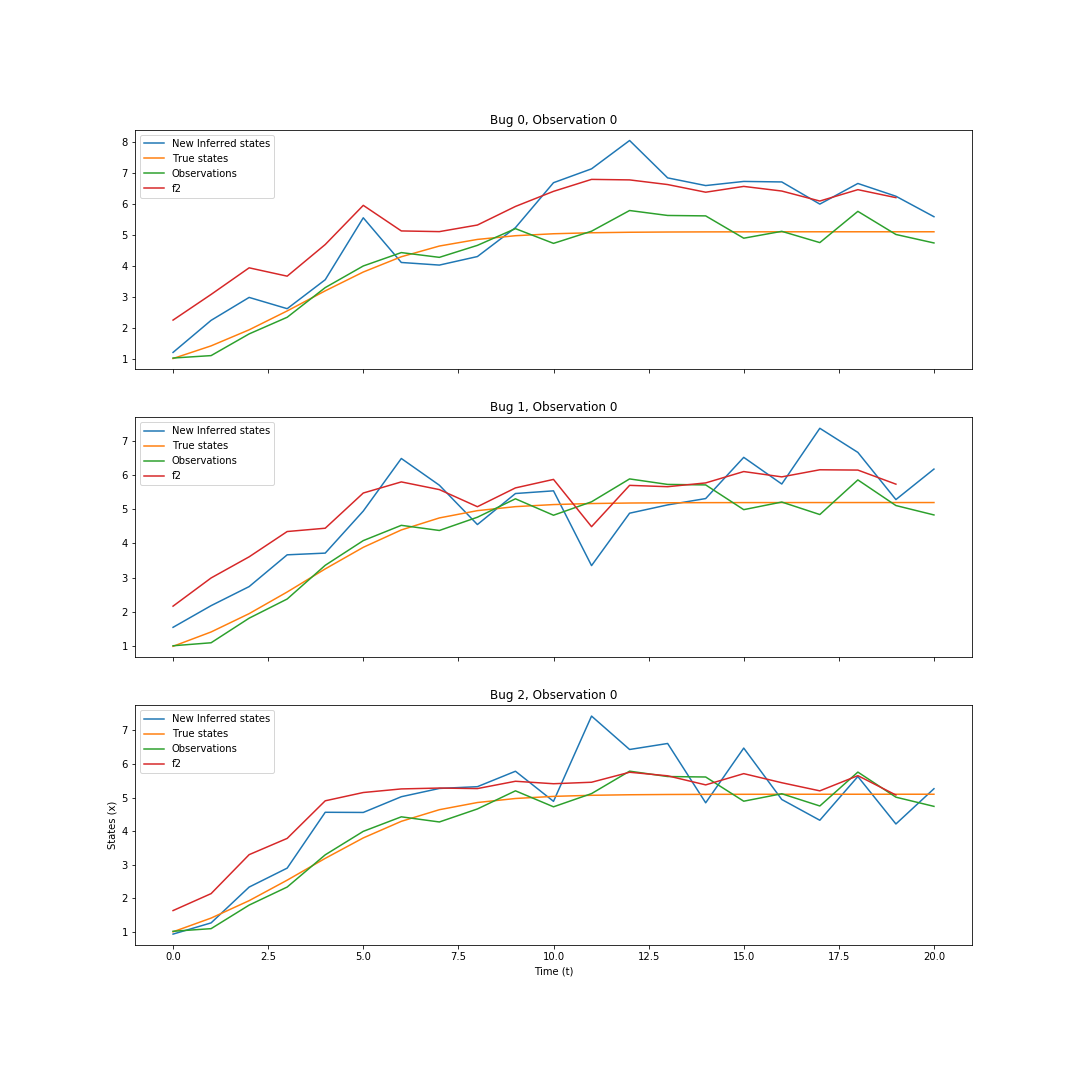 Bug 0, Observation 0
8
7
6
5
4
3
2
1
New Inferred states
True states
Observations
f2
Bug 1, Observation 0
7
6
5
4
3
2
1
New Inferred states
True states
Observations
f2
Bug 2, Observation 0
7
6
5
4
3
2
1
New Inferred states
True states
Observations
f2
States (x)
0.0 2.5 5.0 7.5 10.0 12.5 15.0 17.5 20.0
Time (t)